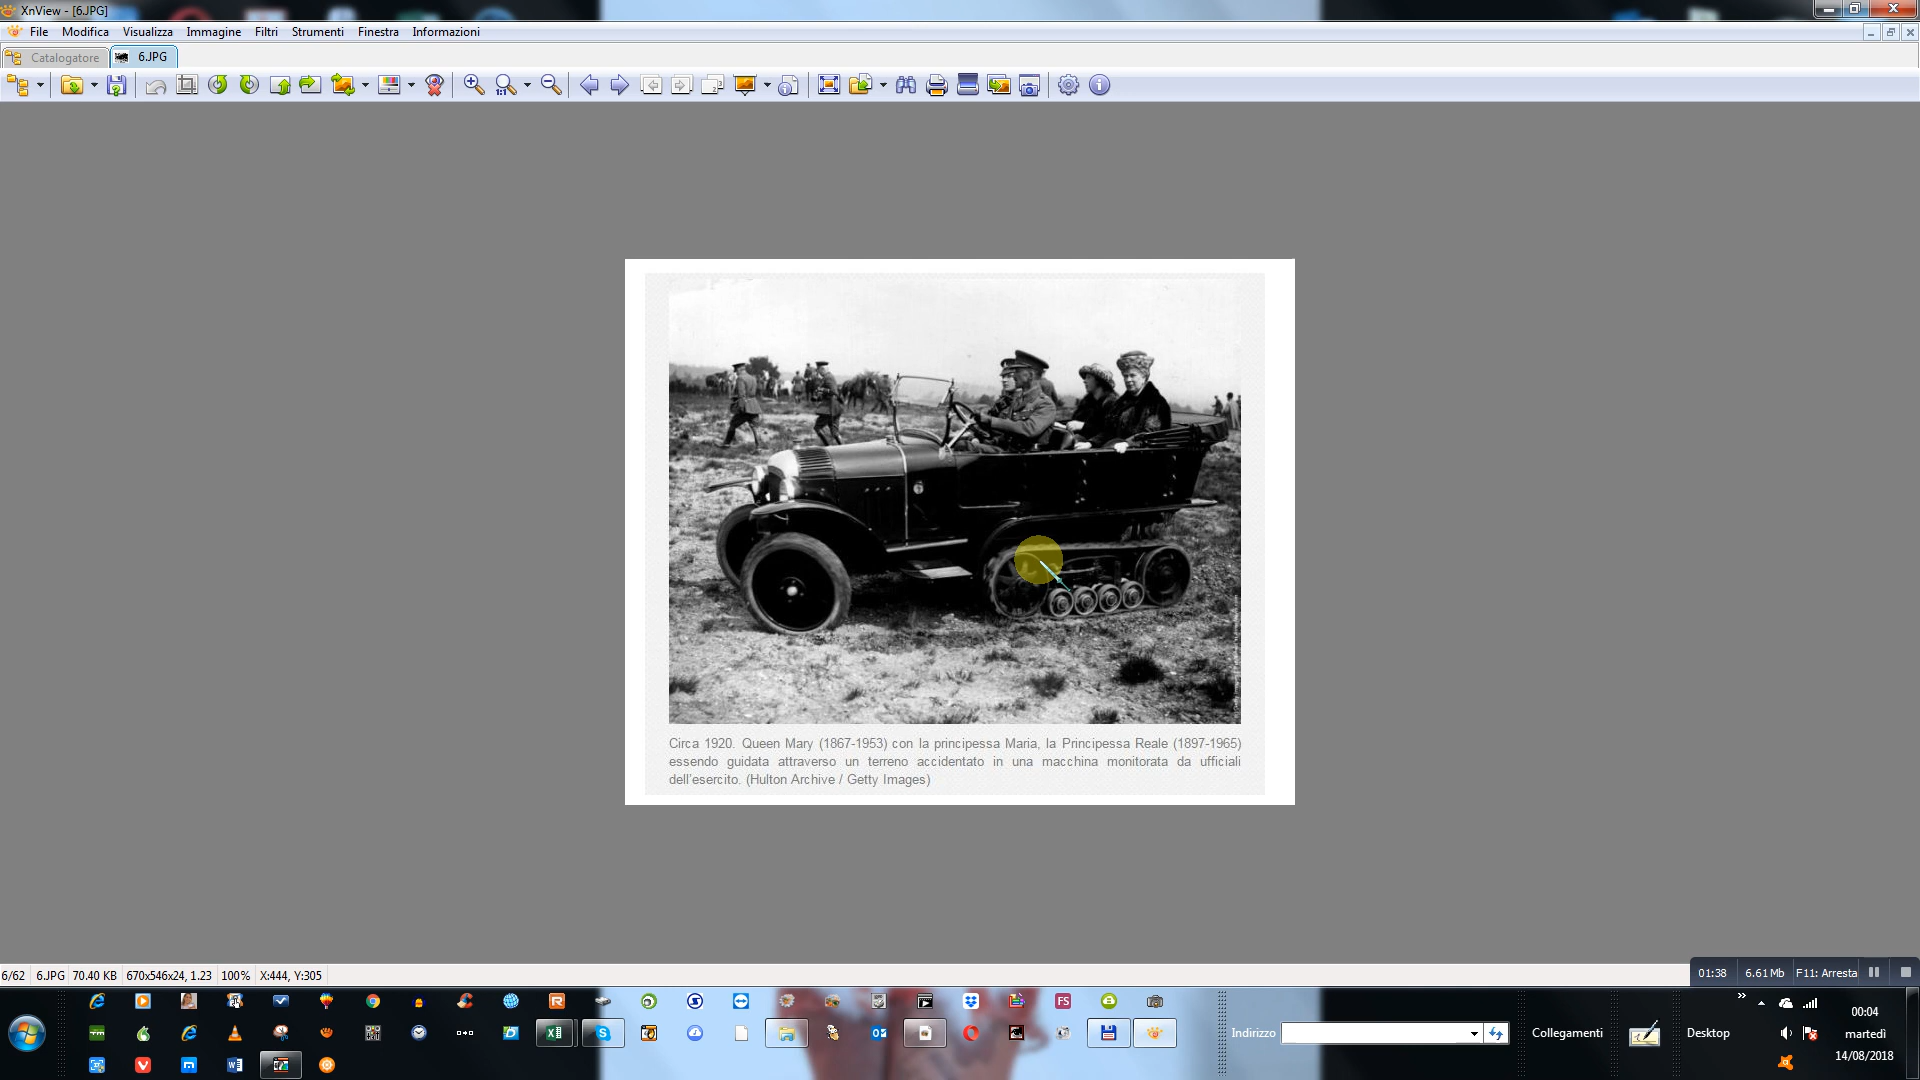 XnView - [6.JPG]
File Modifica Visualizza Immagine Filtri Strumenti Finestra Informazioni
Catalogatore 6.JPG
Circa 1920. Queen Mary (1867-1953) con la principessa Maria, la Principessa Reale (1897-1965)
essendo guidata attraverso un terreno accidentato in una macchina monitorata da ufficiali
dell'esercito. (Hulton Archive / Getty Images)
6/62 6.JPG 70.40 KB 670x546x24, 1.23 100% X:444, Y:305
01:38 6.61 Mb F11: Arresta
Indirizzo Collegamenti Desktop
00:04
martedì
14/08/2018